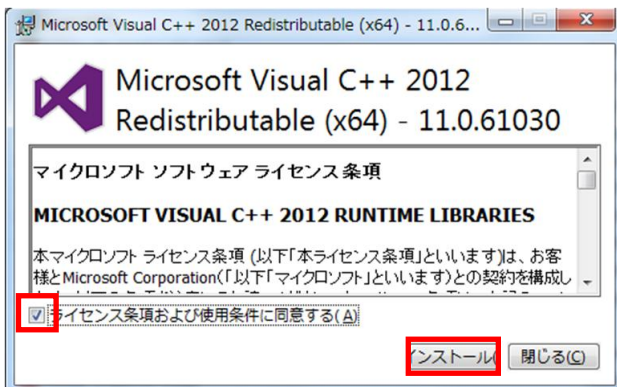 Microsoft Visual C++ 2012 Redistributable (x64) - 11.0.6...
Microsoft Visual C++ 2012
Redistributable (x64) - 11.0.61030
マイクロソフト ソフトウェア ライセンス条項
MICROSOFT VISUAL C++ 2012 RUNTIME LIBRARIES
本マイクロソフト ライセンス条項 (以下「本ライセンス条項」といいます)は、お客
様とMicrosoft Corporation(「以下「マイクロソフト」といいます)との契約を構成し
ライセンス条項および使用条件に同意する(A)
インストール(
閉じる(C)